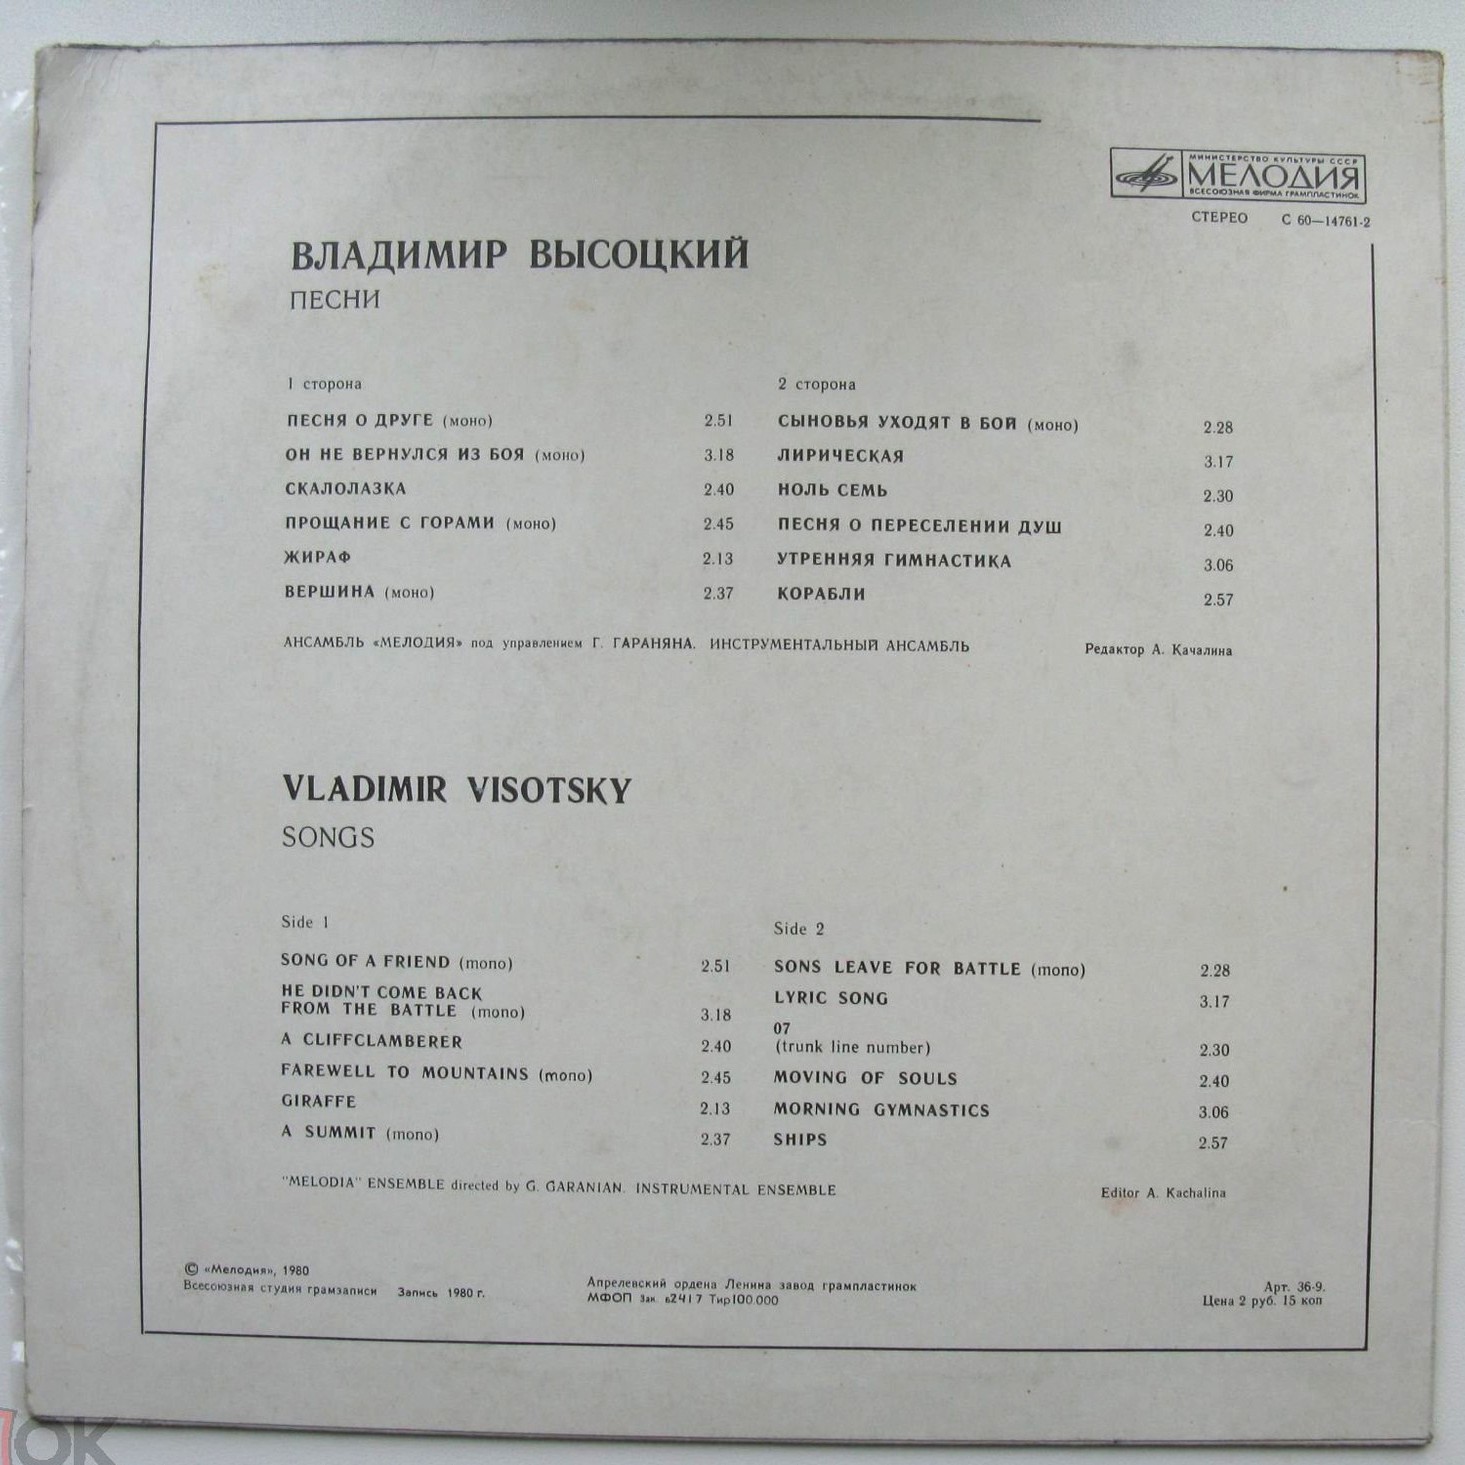 МИНИСТЕРСТВО КУЛЬТУРЫ СССР
МЕЛОДИЯ
ВСЕСОЮЗНАЯ ФИРМА ГРАМПЛАСТИНОК
СТЕРЕО С 60—14761-2
ВЛАДИМИР ВЫСОЦКИЙ
ПЕСНИ
1 сторона
ПЕСНЯ О ДРУГЕ (моно) 2.51
ОН НЕ ВЕРНУЛСЯ ИЗ БОЯ (моно) 3.18
СКАЛОЛАЗКА 2.40
ПРОЩАНИЕ С ГОРАМИ (моно) 2.45
ЖИРАФ 2.13
ВЕРШИНА (моно) 2.37
2 сторона
СЫНОВЬЯ УХОДЯТ В БОЙ (моно) 2.28
ЛИРИЧЕСКАЯ 3.17
НОЛЬ СЕМЬ 2.30
ПЕСНЯ О ПЕРЕСЕЛЕНИИ ДУШ 2.40
УТРЕННЯЯ ГИМНАСТИКА 3.06
КОРАБЛИ 2.57
АНСАМБЛЬ «МЕЛОДИЯ» под управлением Г. ГАРАНЯНА. ИНСТРУМЕНТАЛЬНЫЙ АНСАМБЛЬ
Редактор А. Качалина
VLADIMIR VISOTSKY
SONGS
Side 1
SONG OF A FRIEND (mono) 2.51
HE DIDN'T COME BACK
FROM THE BATTLE (mono) 3.18
A CLIFFCLAMBERER 2.40
FAREWELL TO MOUNTAINS (mono) 2.45
GIRAFFE 2.13
A SUMMIT (mono) 2.37
Side 2
SONS LEAVE FOR BATTLE (mono) 2.28
LYRIC SONG 3.17
07
(trunk line number) 2.30
MOVING OF SOULS 2.40
MORNING GYMNASTICS 3.06
SHIPS 2.57
"MELODIA" ENSEMBLE directed by G. GARANIAN. INSTRUMENTAL ENSEMBLE
Editor A. Kachalina
© «Мелодия», 1980
Всесоюзная студия грамзаписи Запись 1980 г.
Апрелевский ордена Ленина завод грампластинок
МФОП Зак. 62417 Тир 100.000
Арт. 36-9.
Цена 2 руб. 15 коп
ОК